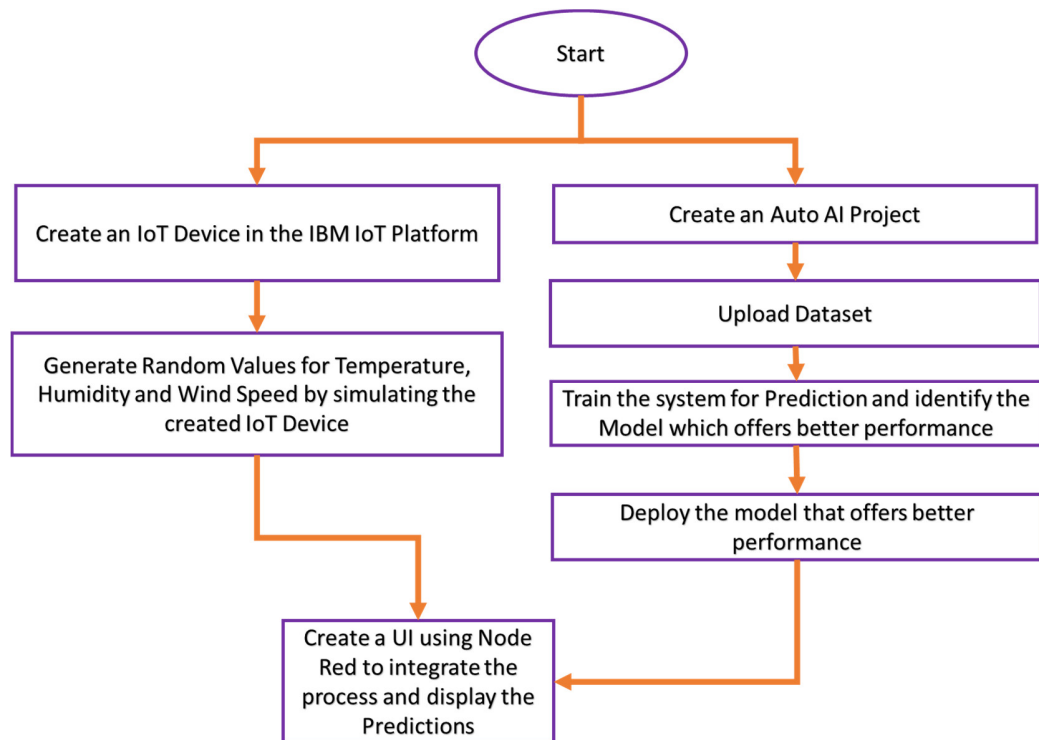 Start
Create an IoT Device in the IBM IoT Platform
Generate Random Values for Temperature,
Humidity and Wind Speed by simulating the
created IoT Device
Create an Auto AI Project
Upload Dataset
Train the system for Prediction and identify the
Model which offers better performance
Deploy the model that offers better
performance
Create a UI using Node
Red to integrate the
process and display the
Predictions